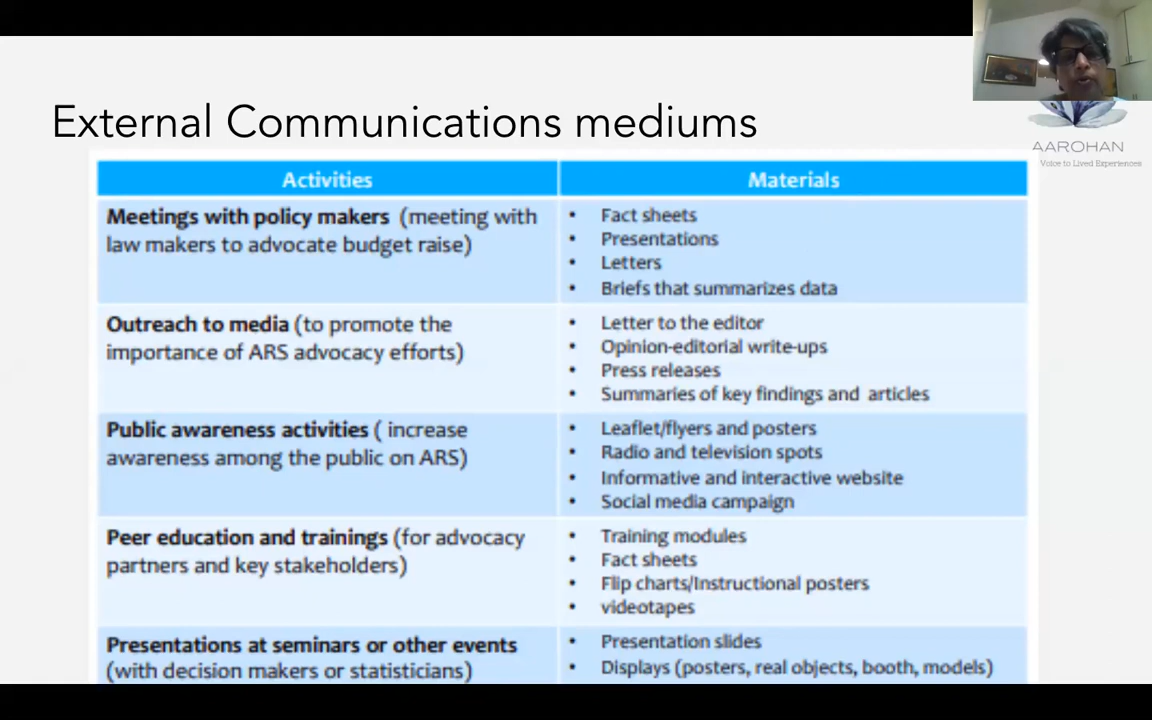 External Communications mediums
AAROHAN
Voice to Lived Experiences
Activities
Materials
Meetings with policy makers (meeting with
law makers to advocate budget raise)
• Fact sheets
• Presentations
• Letters
• Briefs that summarizes data
Outreach to media (to promote the
importance of ARS advocacy efforts)
• Letter to the editor
• Opinion-editorial write-ups
• Press releases
• Summaries of key findings and articles
Public awareness activities ( increase
awareness among the public on ARS)
• Leaflet/flyers and posters
• Radio and television spots
• Informative and interactive website
• Social media campaign
Peer education and trainings (for advocacy
partners and key stakeholders)
• Training modules
• Fact sheets
• Flip charts/Instructional posters
• videotapes
Presentations at seminars or other events
(with decision makers or statisticians)
• Presentation slides
• Displays (posters, real objects, booth, models)